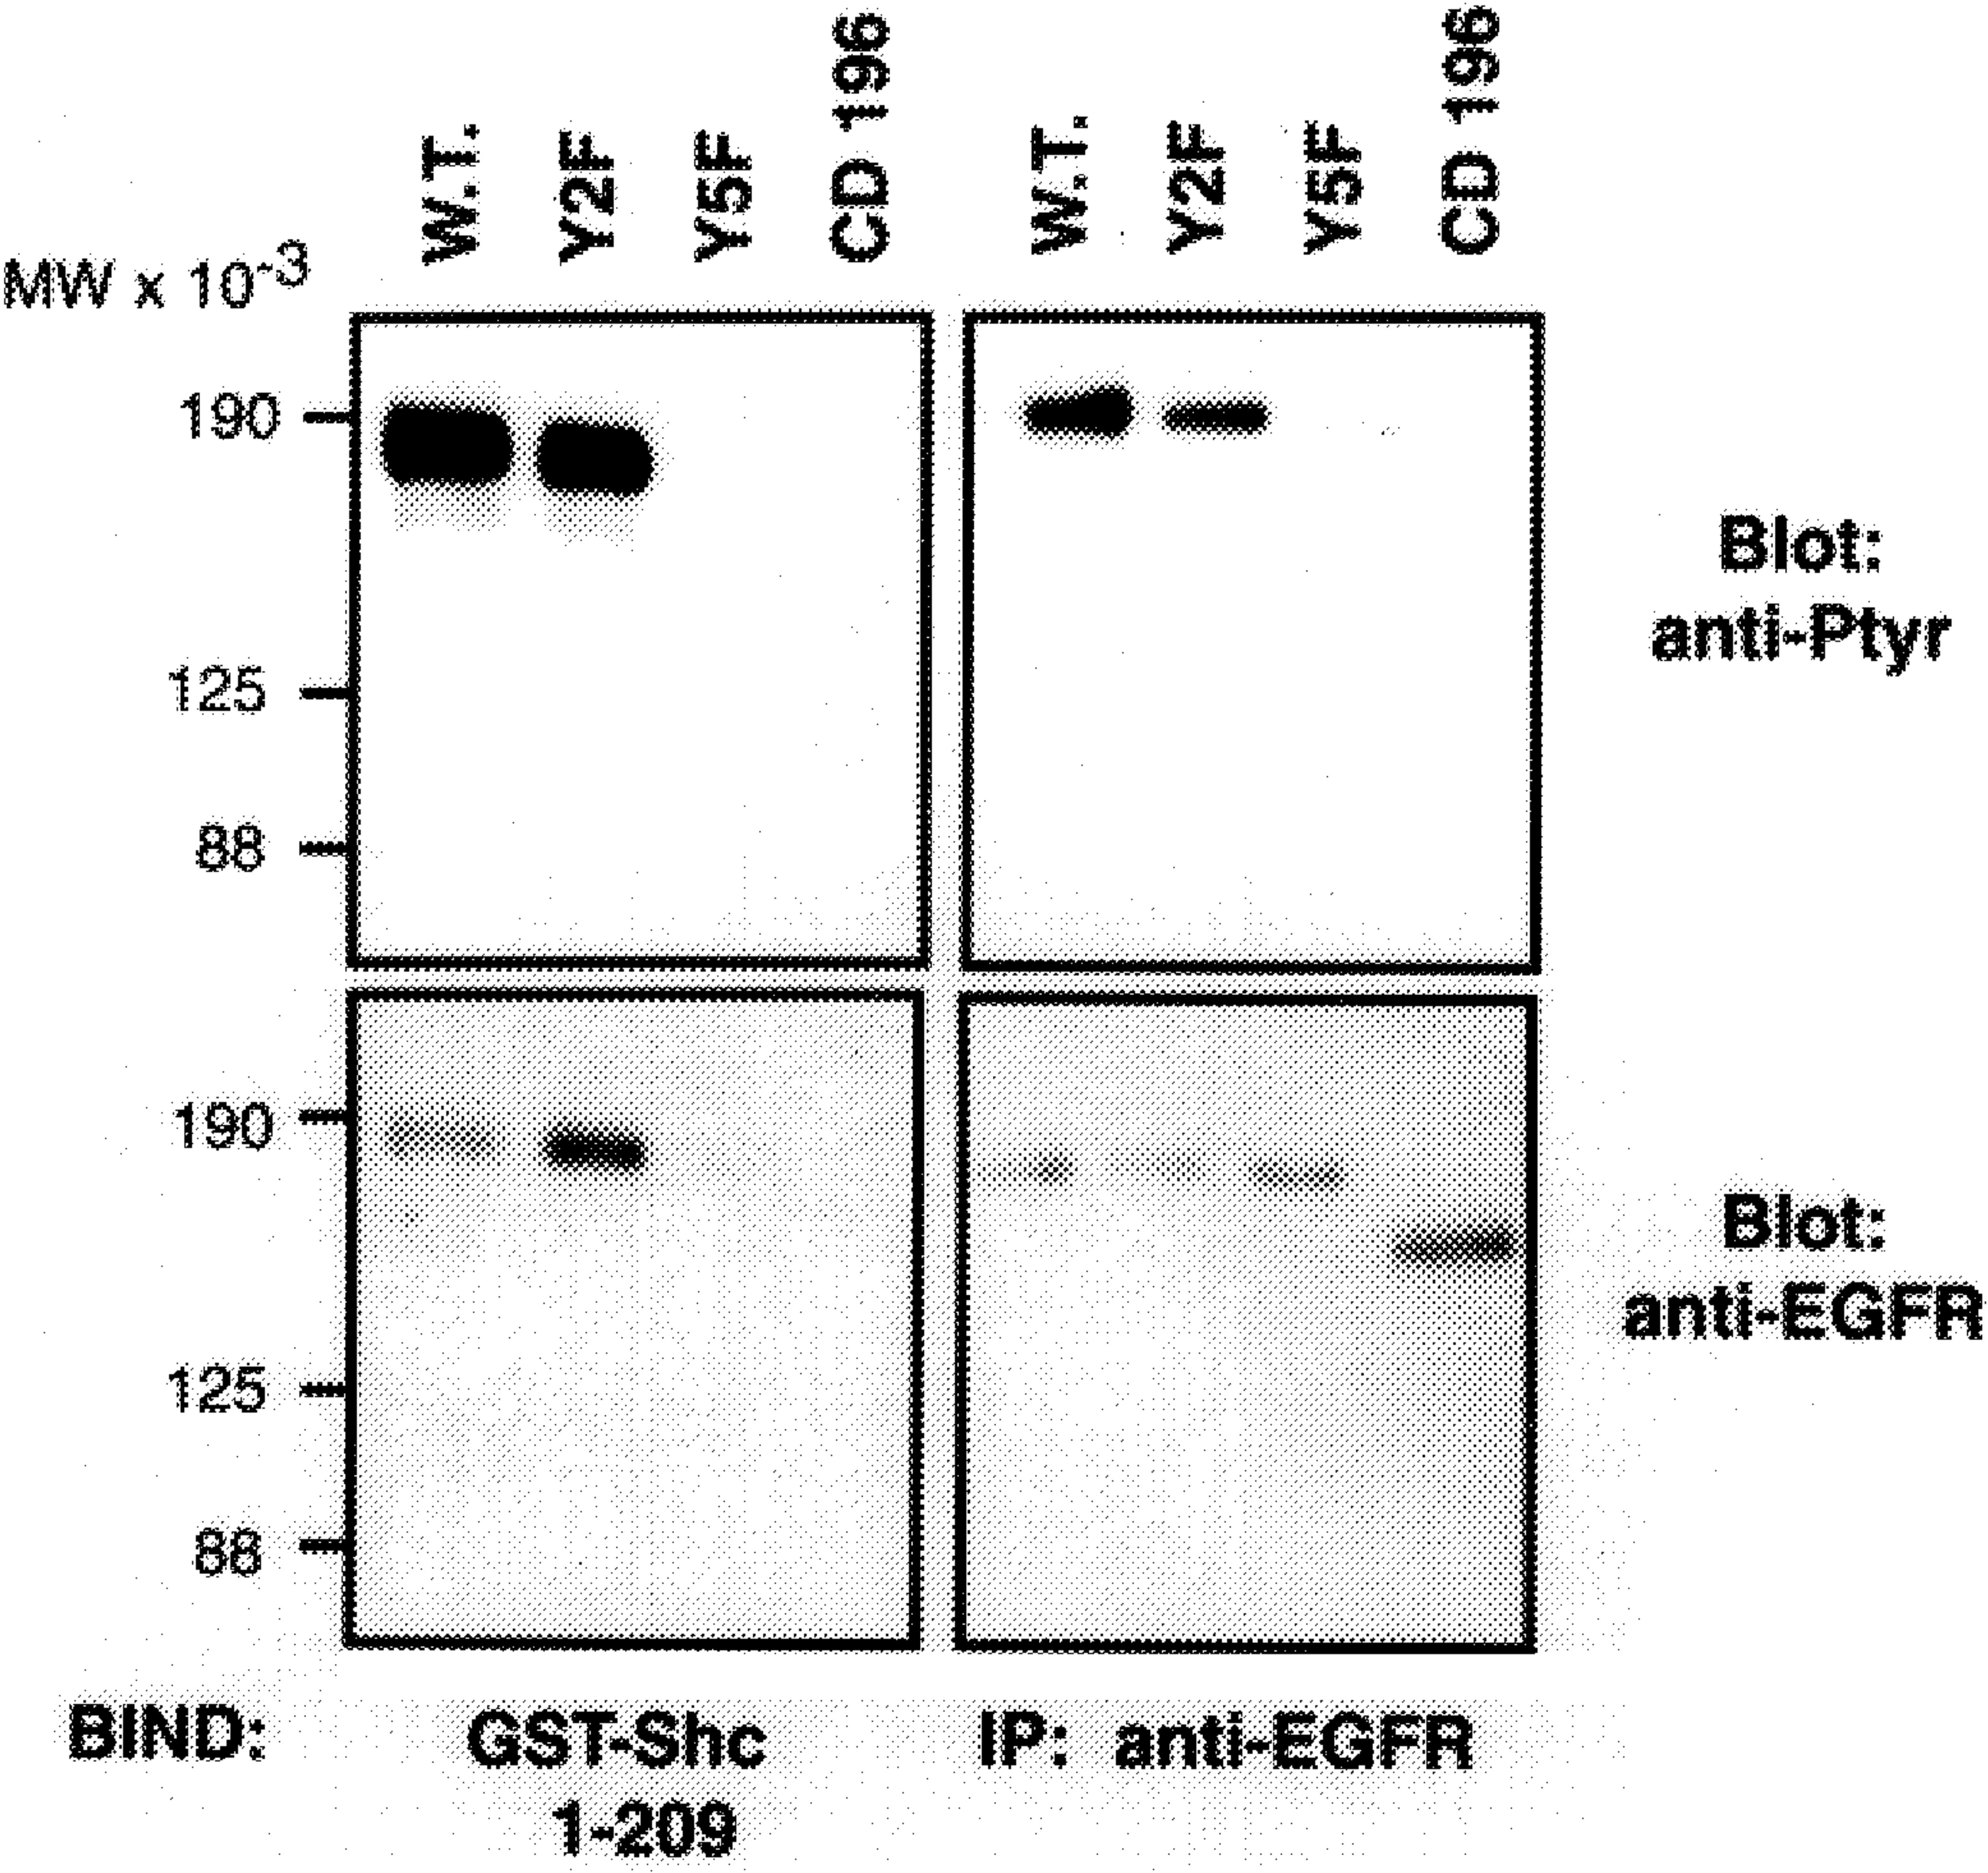 W.T. Y2F Y5F CD 196 W.T. Y2F Y5F CD 196
MW x 10-3
190
125
88
Blot:
anti-Ptyr
190
125
88
Blot:
anti-EGFR
BIND: GST-Shc IP: anti-EGFR
1-209